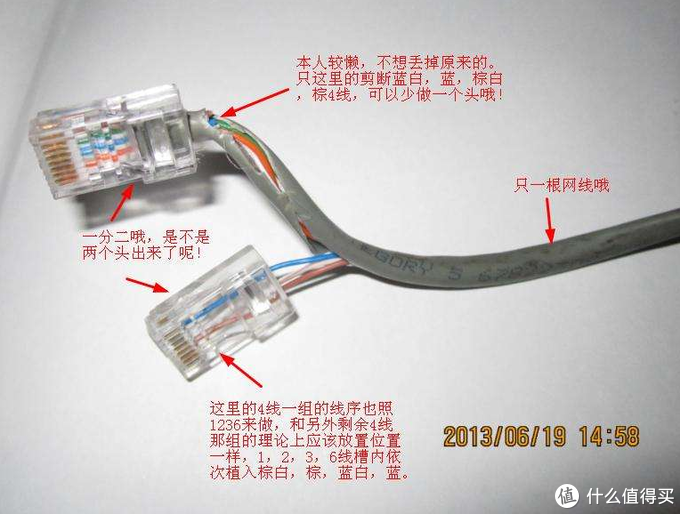 本人较懒，不想丢掉原来的。
只这里的剪断蓝白，蓝，棕白
，棕4线，可以少做一个头哦！
只一根网线哦
一分二哦，是不是
两个头出来了呢！
这里的4线一组的线序也照
1236来做，和另外剩余4线
那组的理论上应该放置位置
一样，1，2，3，6线槽内依
次植入棕白，棕，蓝白，蓝。
2013/06/19 14:58
值 什么值得买